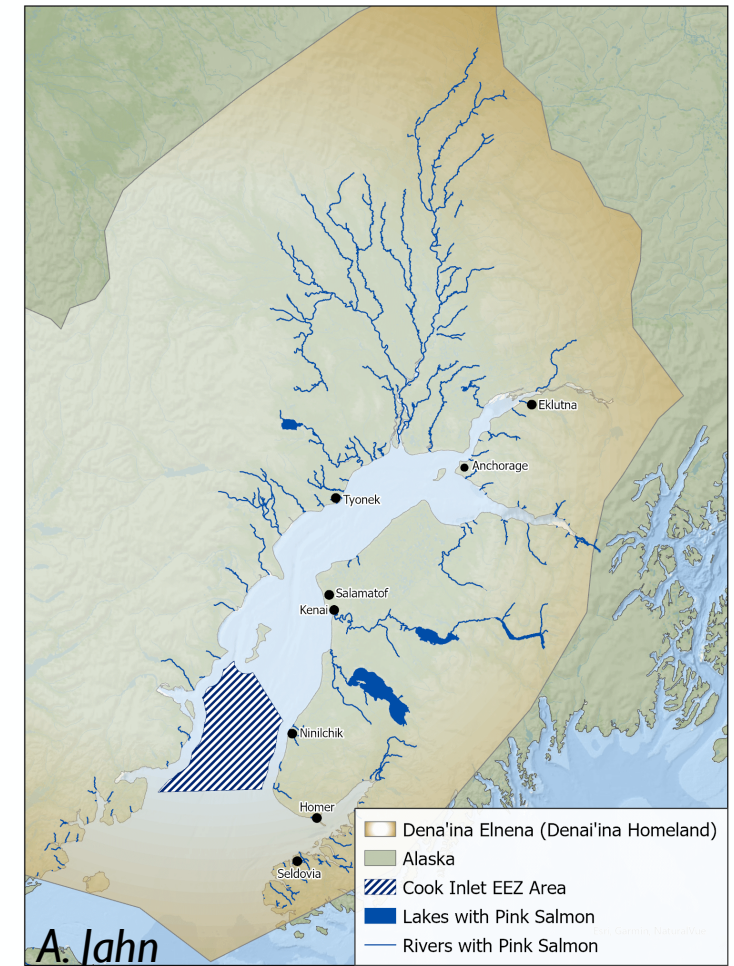 Eklutna
Anchorage
Tyonek
Salamatof
Kenai
Ninilchik
Homer
Seldovia
Dena'ina Elnena (Denai'ina Homeland)
Alaska
Cook Inlet EEZ Area
Lakes with Pink Salmon
Rivers with Pink Salmon
A. Jahn